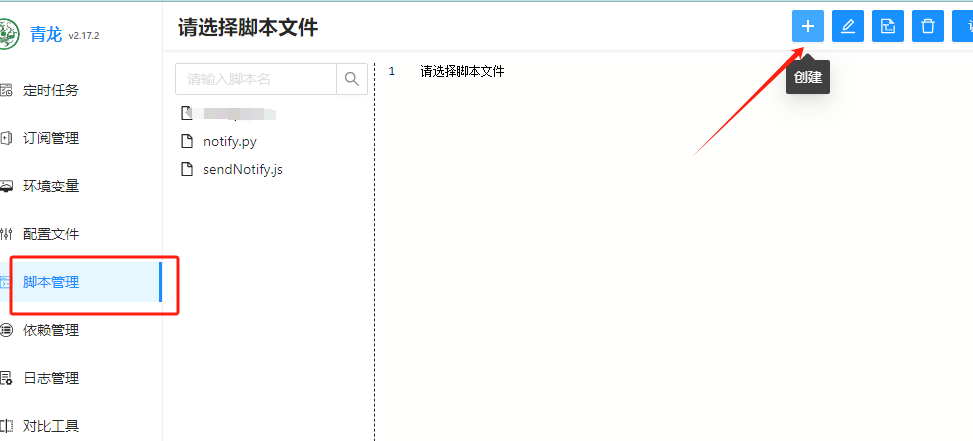 青龙 v2.17.2
定时任务
订阅管理
环境变量
配置文件
脚本管理
依赖管理
日志管理
对比工具
请选择脚本文件
创建
请输入脚本名
notify.py
sendNotify.js
1 请选择脚本文件